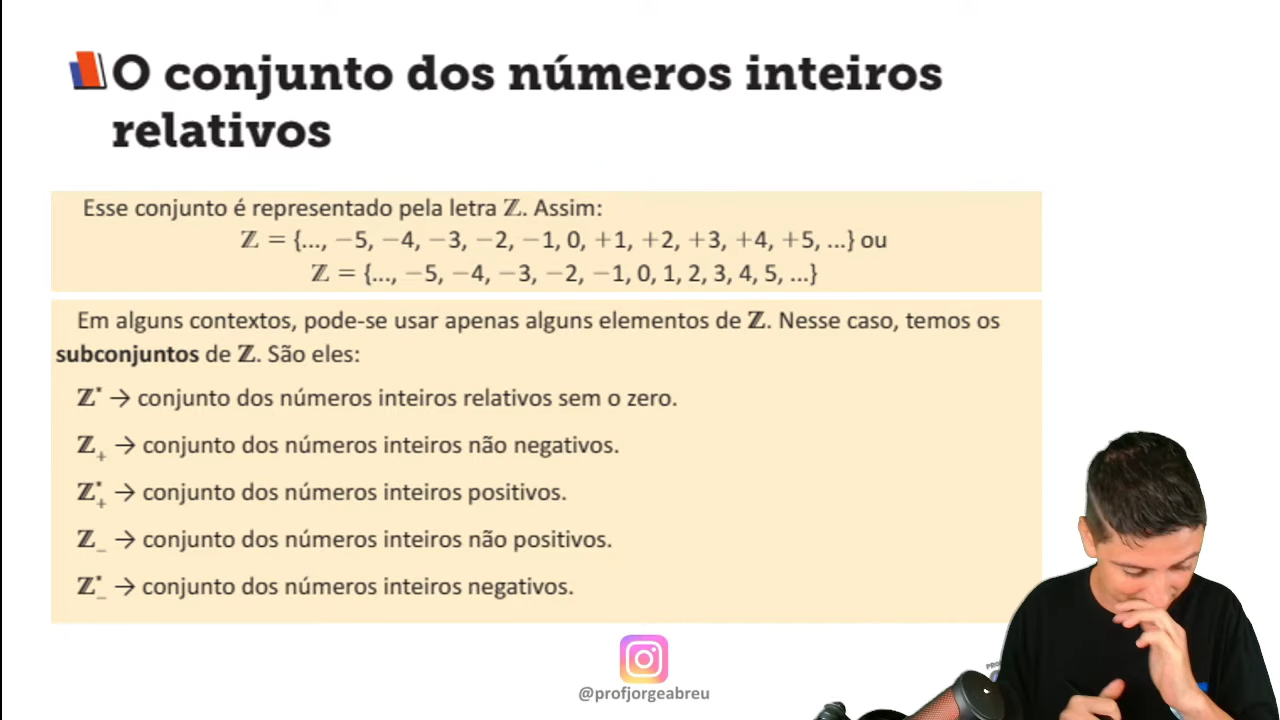 O conjunto dos números inteiros
relativos
Esse conjunto é representado pela letra ℤ. Assim:
ℤ = {..., −5, −4, −3, −2, −1, 0, +1, +2, +3, +4, +5, ...} ou
ℤ = {..., −5, −4, −3, −2, −1, 0, 1, 2, 3, 4, 5, ...}
Em alguns contextos, pode-se usar apenas alguns elementos de ℤ. Nesse caso, temos os
subconjuntos de ℤ. São eles:
ℤ* → conjunto dos números inteiros relativos sem o zero.
ℤ₊ → conjunto dos números inteiros não negativos.
ℤ*₊ → conjunto dos números inteiros positivos.
ℤ₋ → conjunto dos números inteiros não positivos.
ℤ*₋ → conjunto dos números inteiros negativos.
@profjorgeabreu